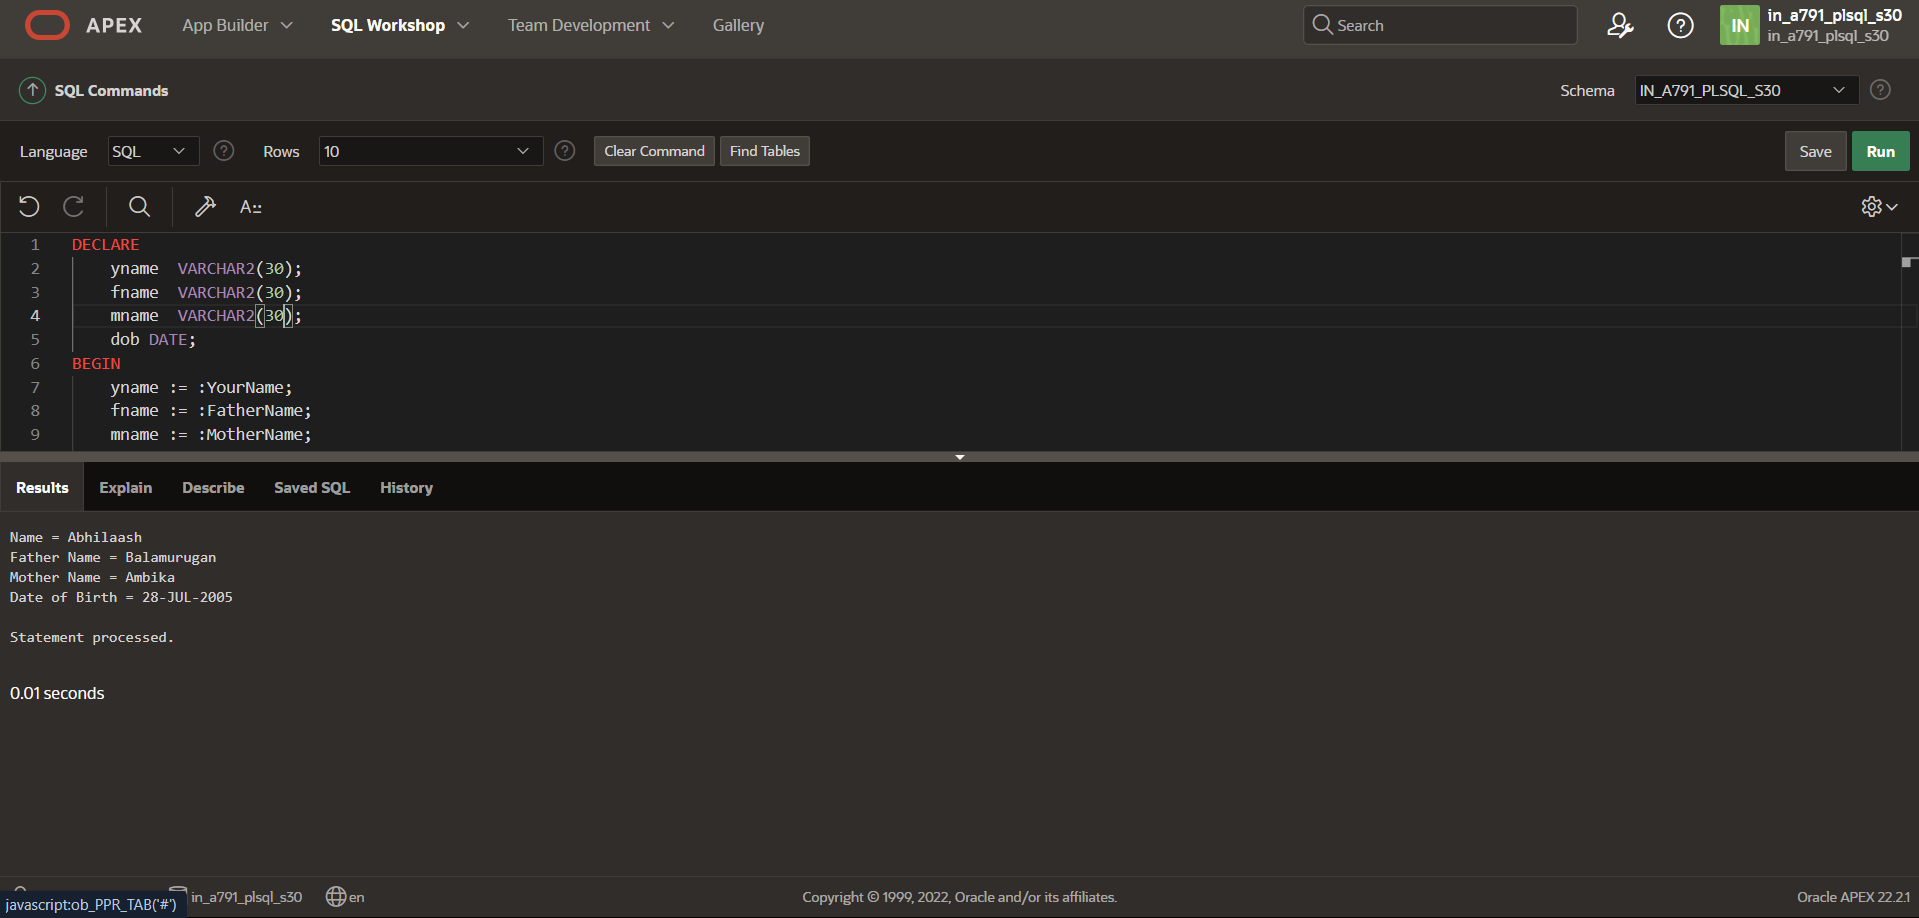 APEX App Builder SQL Workshop Team Development Gallery Search IN in_a791_plsql_s30
in_a791_plsql_s30
SQL Commands Schema IN_A791_PLSQL_S30
Language SQL Rows 10 Clear Command Find Tables Save Run
1 DECLARE
2 yname VARCHAR2(30);
3 fname VARCHAR2(30);
4 mname VARCHAR2(30);
5 dob DATE;
6 BEGIN
7 yname := :YourName;
8 fname := :FatherName;
9 mname := :MotherName;
Results Explain Describe Saved SQL History
Name = Abhilaash
Father Name = Balamurugan
Mother Name = Ambika
Date of Birth = 28-JUL-2005
Statement processed.
0.01 seconds
in_a791_plsql_s30 en Copyright © 1999, 2022, Oracle and/or its affiliates. Oracle APEX 22.2.1
javascript:ob_PPR_TAB('#')